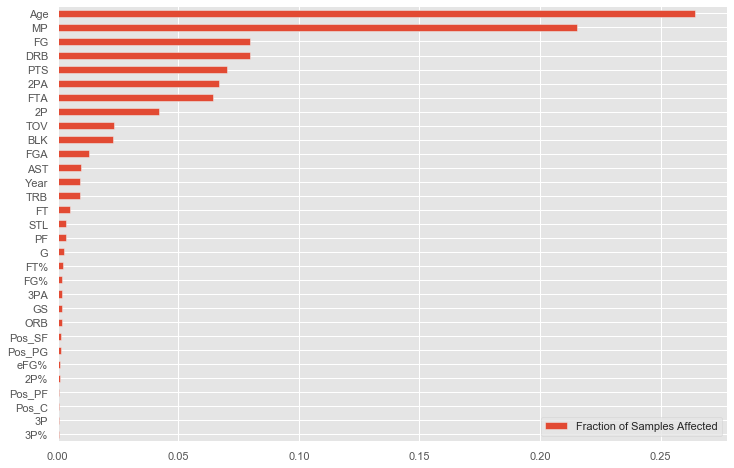 Age
MP
FG
DRB
PTS
2PA
FTA
2P
TOV
BLK
FGA
AST
Year
TRB
FT
STL
PF
G
FT%
FG%
3PA
GS
ORB
Pos_SF
Pos_PG
eFG%
2P%
Pos_PF
Pos_C
3P
3P%
Fraction of Samples Affected
0.00 0.05 0.10 0.15 0.20 0.25